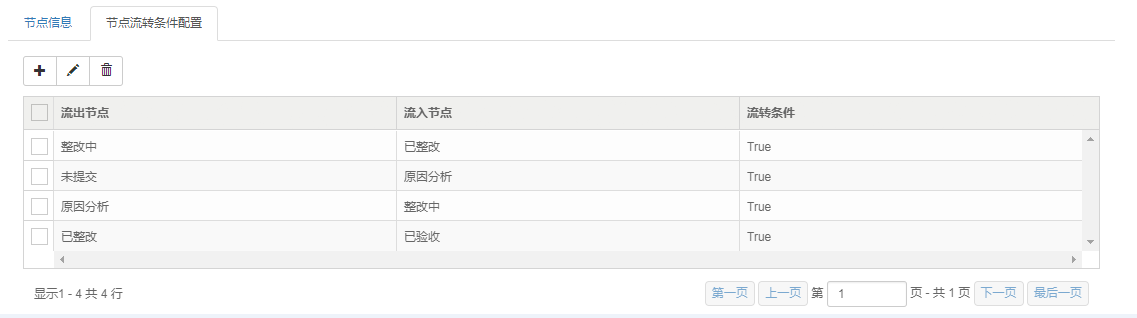 节点信息 节点流转条件配置
流出节点 流入节点 流转条件
整改中 已整改 True
未提交 原因分析 True
原因分析 整改中 True
已整改 已验收 True
显示1 - 4 共 4 行 第一页 上一页 第 1 页 - 共 1 页 下一页 最后一页